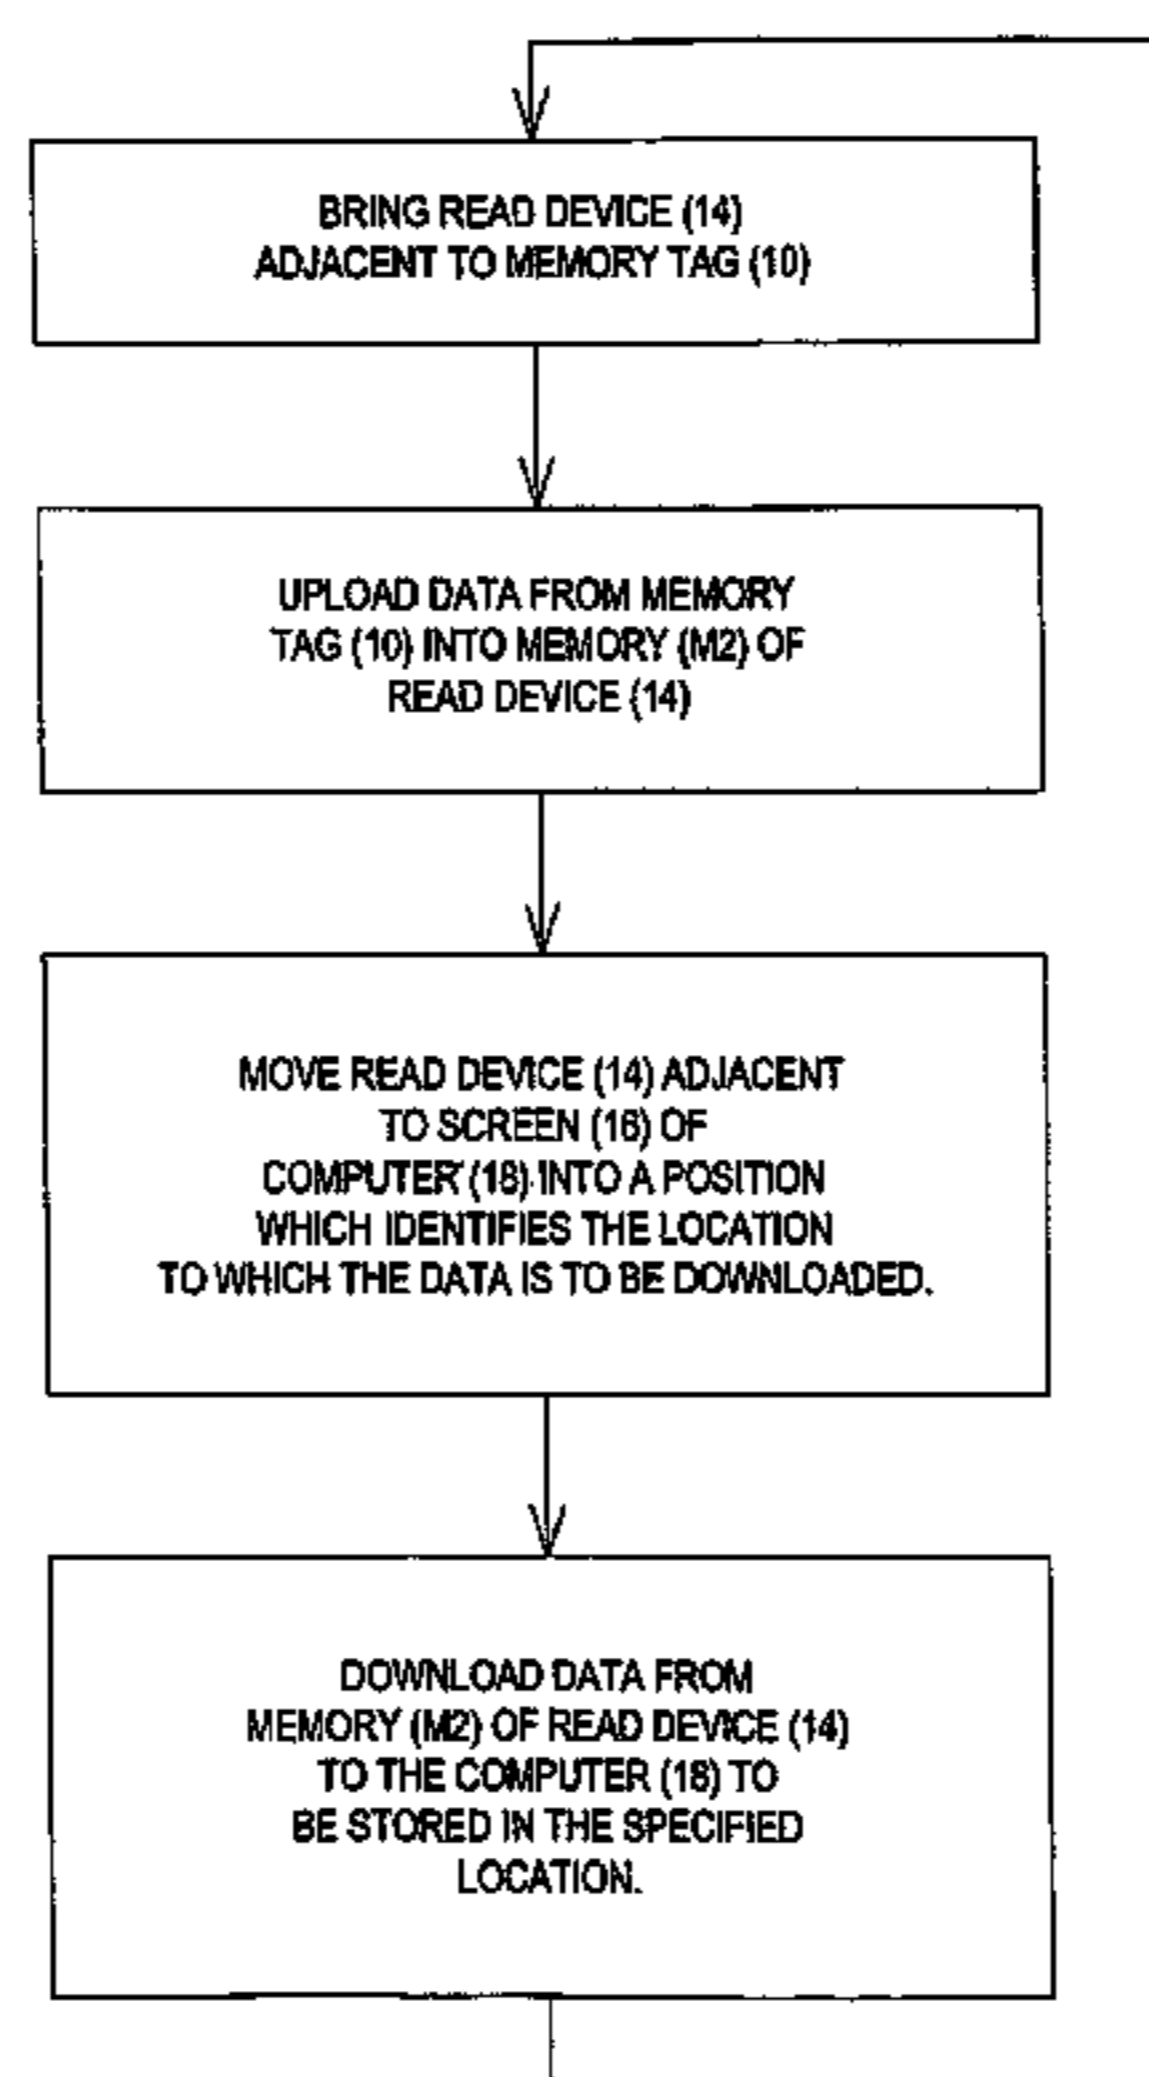 BRING READ DEVICE (14)
ADJACENT TO MEMORY TAG (10)
UPLOAD DATA FROM MEMORY
TAG (10) INTO MEMORY (M2) OF
READ DEVICE (14)
MOVE READ DEVICE (14) ADJACENT
TO SCREEN (16) OF
COMPUTER (18) INTO A POSITION
WHICH IDENTIFIES THE LOCATION
TO WHICH THE DATA IS TO BE DOWNLOADED.
DOWNLOAD DATA FROM
MEMORY (M2) OF READ DEVICE (14)
TO THE COMPUTER (18) TO
BE STORED IN THE SPECIFIED
LOCATION.